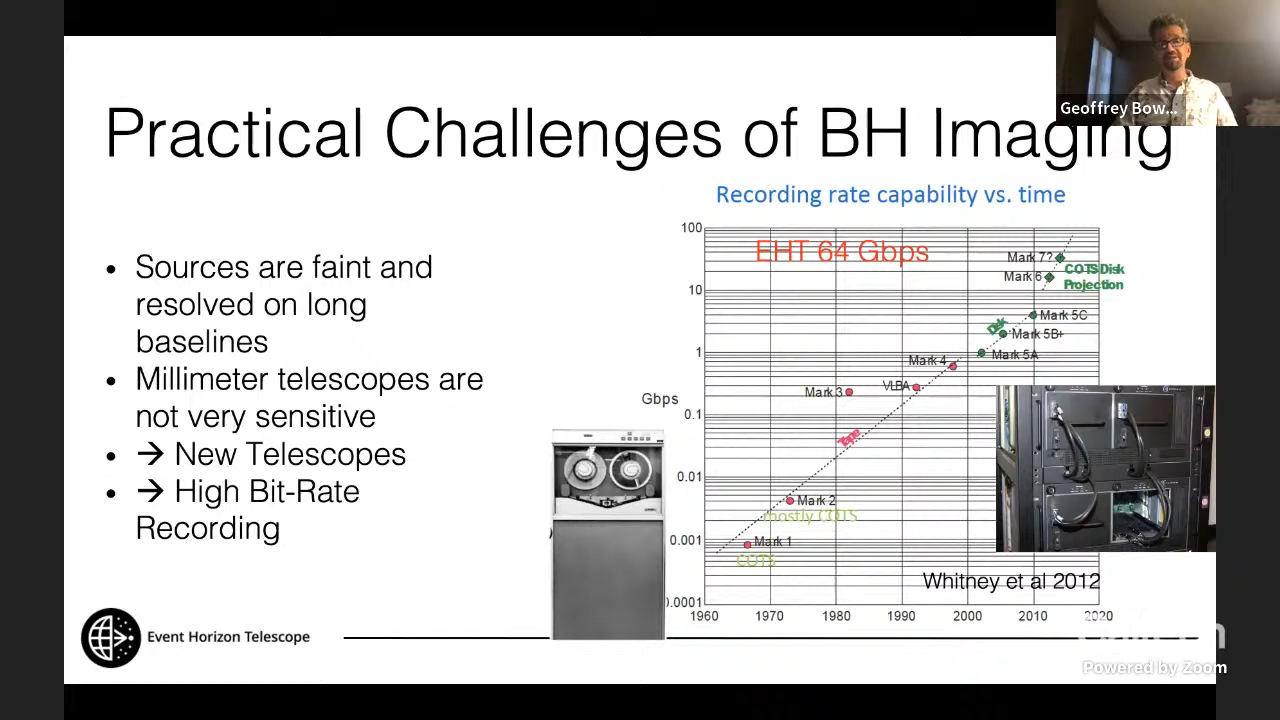 Geoffrey Bow...
Practical Challenges of BH Imaging
Recording rate capability vs. time
• Sources are faint and
resolved on long
baselines
• Millimeter telescopes are
not very sensitive
• → New Telescopes
• → High Bit-Rate
Recording
Gbps
100
10
1
0.1
0.01
0.001
0.0001
EHT 64 Gbps
Mark 7?
Mark 6
COTS Disk
Projection
Mark 5C
Disk
Mark 5B+
Mark 5A
Mark 4
VLBA
Mark 3
Tape
Mark 2
mostly COTS
Mark 1
COTS
Whitney et al 2012
1960 1970 1980 1990 2000 2010 2020
Event Horizon Telescope
Powered by Zoom